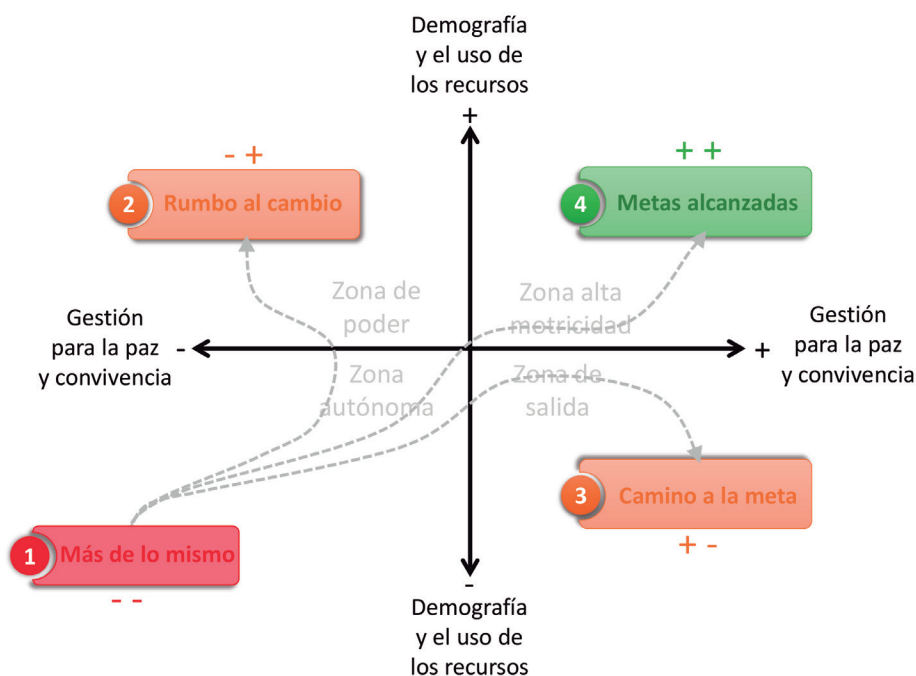 Demografía
y el uso de
los recursos
+
- +
2 Rumbo al cambio
+ +
4 Metas alcanzadas
Zona de
poder
Zona alta
motricidad
Gestión
para la paz
y convivencia
-
+
Gestión
para la paz
y convivencia
Zona
autónoma
Zona de
salida
3 Camino a la meta
+ -
1 Más de lo mismo
- -
-
Demografía
y el uso de
los recursos